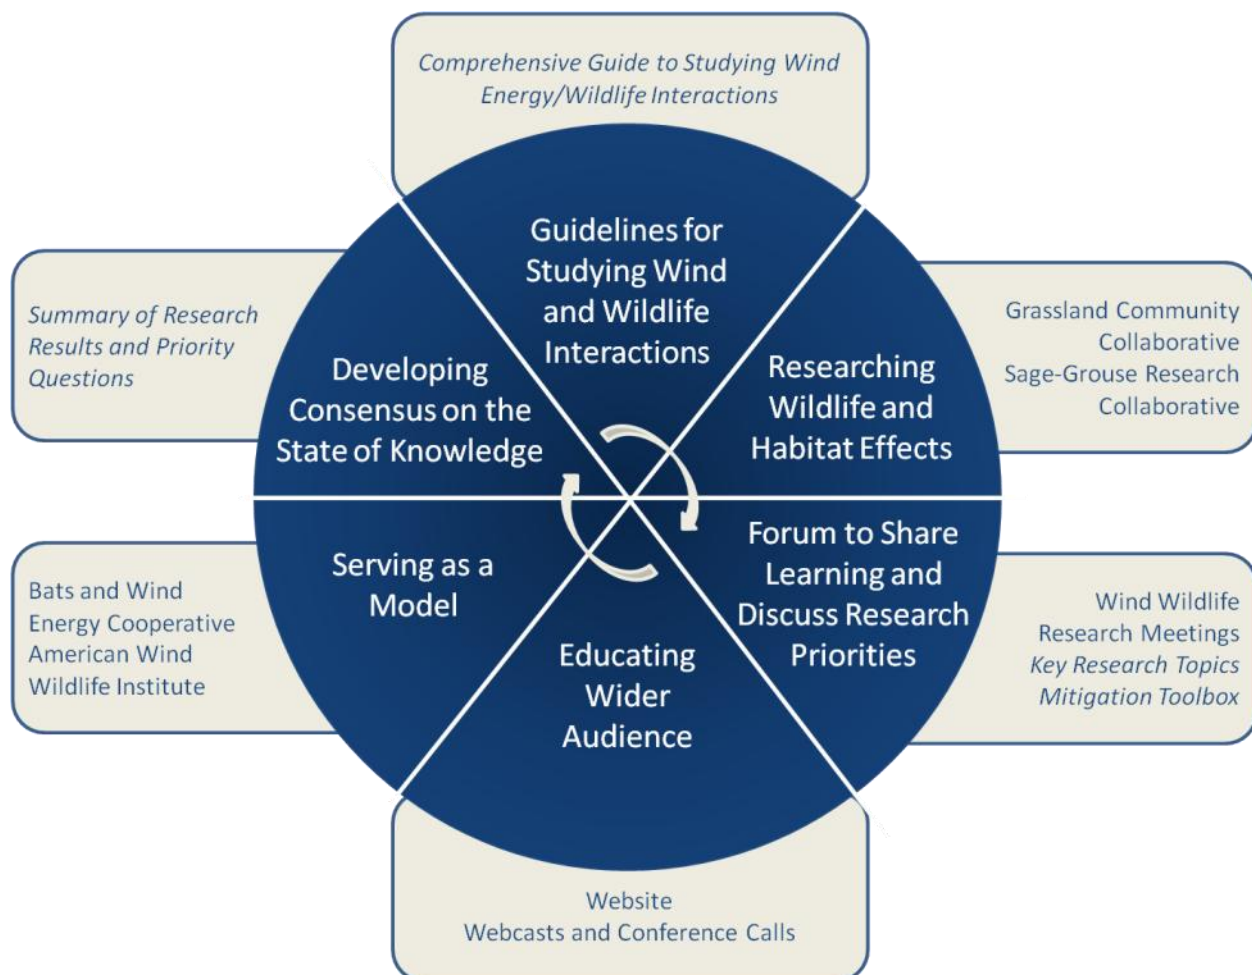 Comprehensive Guide to Studying Wind
Energy/Wildlife Interactions
Guidelines for
Studying Wind
and Wildlife
Interactions
Summary of Research
Results and Priority
Questions
Developing
Consensus on the
State of Knowledge
Researching
Wildlife and
Habitat Effects
Grassland Community
Collaborative
Sage-Grouse Research
Collaborative
Bats and Wind
Energy Cooperative
American Wind
Wildlife Institute
Serving as a
Model
Educating
Wider
Audience
Forum to Share
Learning and
Discuss Research
Priorities
Wind Wildlife
Research Meetings
Key Research Topics
Mitigation Toolbox
Website
Webcasts and Conference Calls